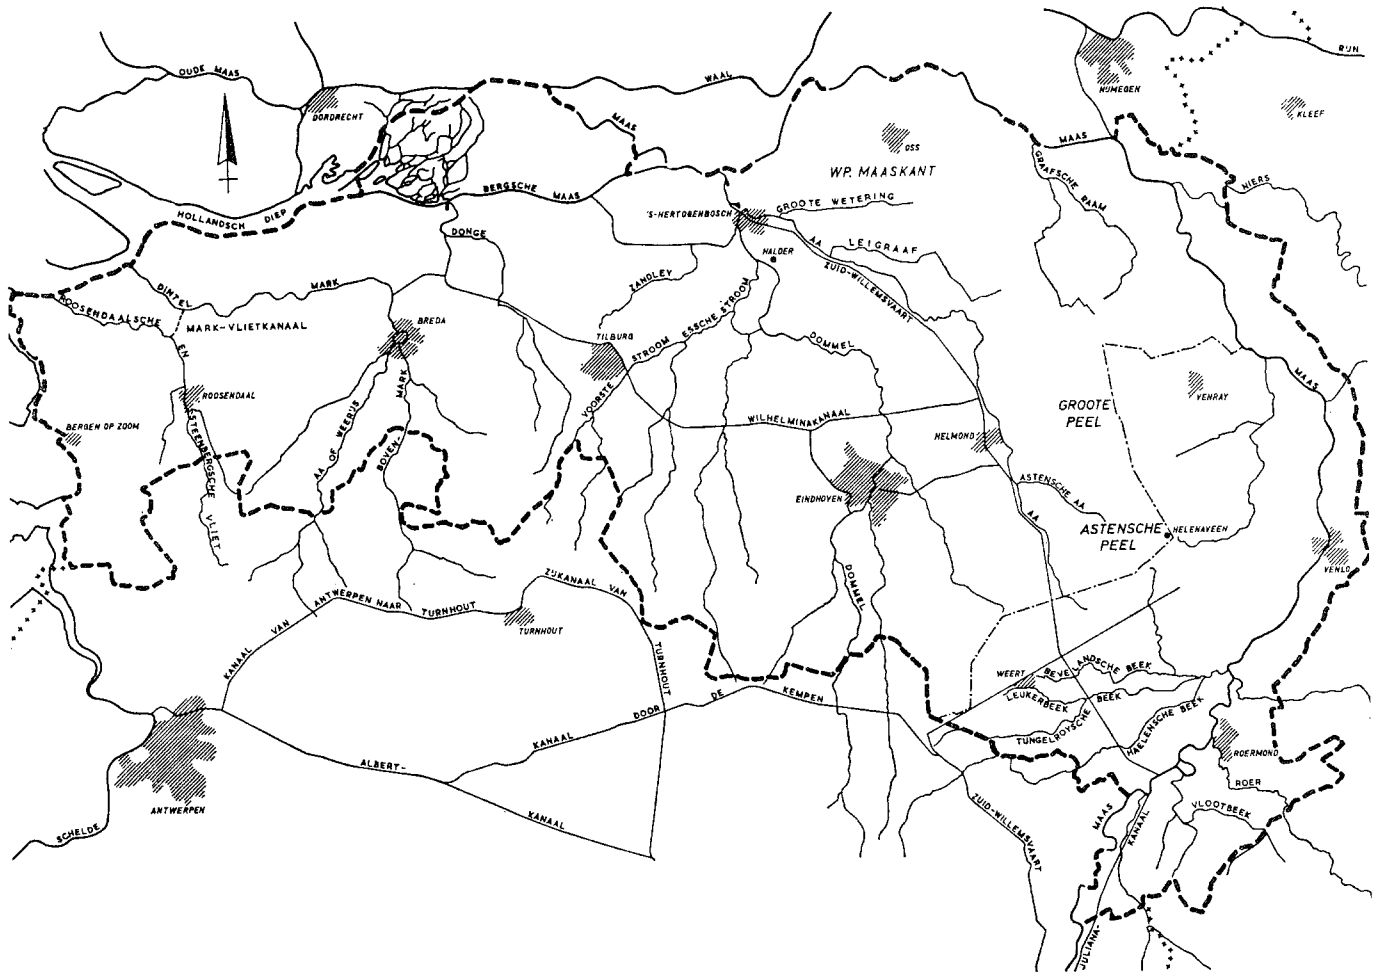 RIJN
OUDE MAAS
WAAL
NIJMEGEN
KLEEF
DORDRECHT
MAAS
MAAS
OSS
GRAAFSCHE RAAM
WP. MAASKANT
NIERS
BERGSCHE MAAS
GROOTE WETERING
HOLLANDSCH DIEP
'S-HERTOGENBOSCH
DONGE
AA
LEIGRAAF
HALDER
ZUID-WILLEMSVAART
ZANDLEY
DINTEL
MARK
ROOSENDAALSCHE
EN
STEENBERGSCHE
VLIET
MARK-VLIETKANAAL
BREDA
ESSCHE STROOM
TILBURG
VOORSTE STROOM
DOMMEL
MAAS
MARK
BOVEN-
AA OF WEERIJS
ROOSENDAAL
VENRAY
GROOTE
PEEL
WILHELMINAKANAAL
BERGEN OP ZOOM
HELMOND
ASTENSCHE AA
EINDHOVEN
AA
ASTENSCHE
PEEL
HELENAVEEN
VENLO
DOMMEL
ZIJKANAAL VAN
TURNHOUT
KANAAL VAN ANTWERPEN NAAR TURNHOUT
TURNHOUT
WEERT
BEVELANDSCHE BEEK
LEUKERBEEK BEEK
TUNGELROYSCHE
HAELENSCHE BEEK
KANAAL DOOR DE KEMPEN
ROERMOND
ALBERT-
KANAAL
ROER
VLOOTBEEK
ANTWERPEN
ZUID-WILLEMSVAART
MAAS
KANAAL
SCHELDE
JULIANA-